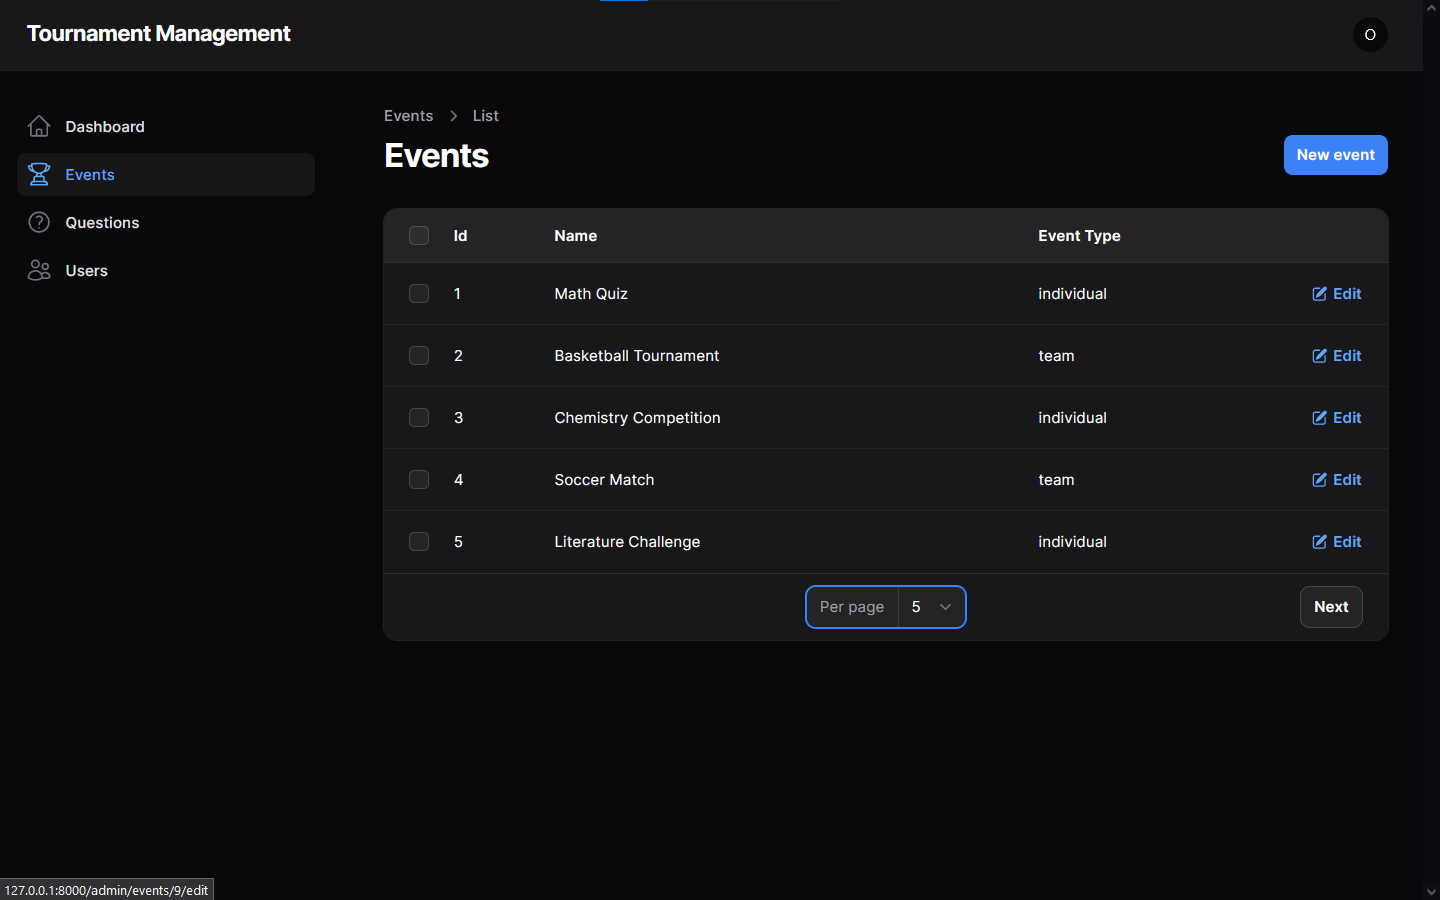 Tournament Management
O
Dashboard
Events
Questions
Users
Events > List
Events
New event
Id Name Event Type
1 Math Quiz individual Edit
2 Basketball Tournament team Edit
3 Chemistry Competition individual Edit
4 Soccer Match team Edit
5 Literature Challenge individual Edit
Per page 5
Next
127.0.0.1:8000/admin/events/9/edit